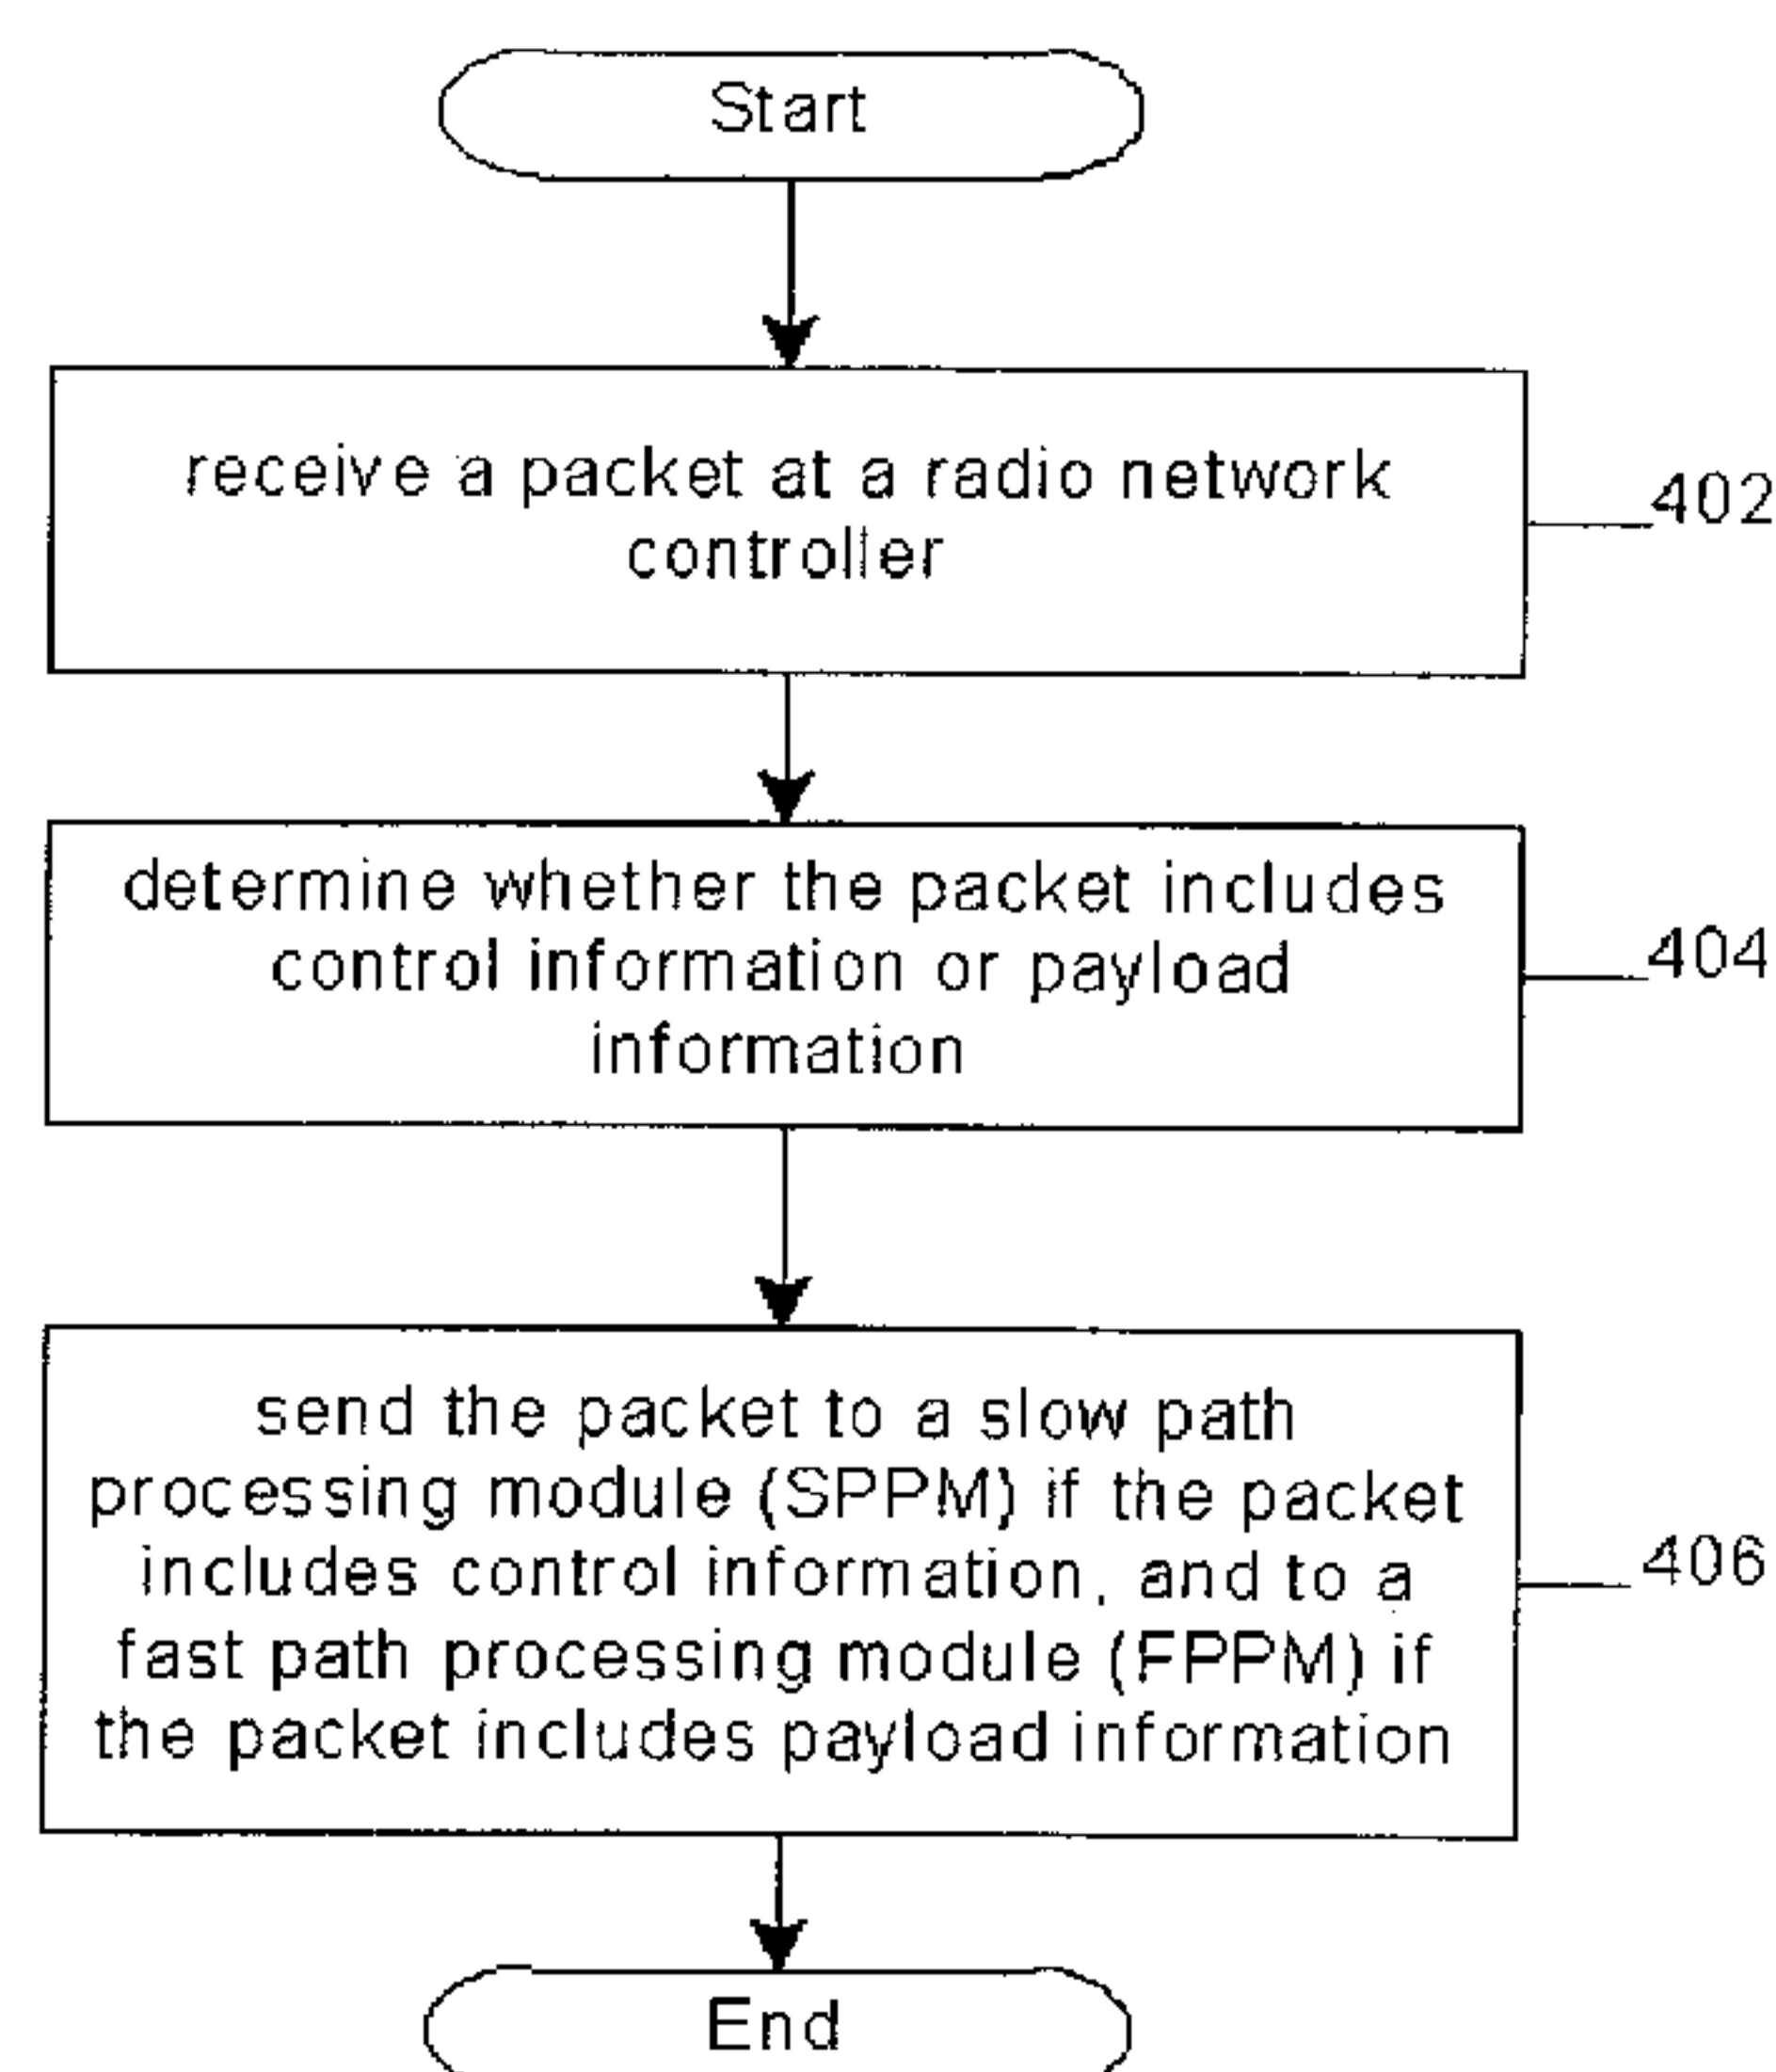 Start
receive a packet at a radio network
controller
402
determine whether the packet includes
control information or payload
information
404
send the packet to a slow path
processing module (SPPM) if the packet
includes control information, and to a
fast path processing module (FPPM) if
the packet includes payload information
406
End